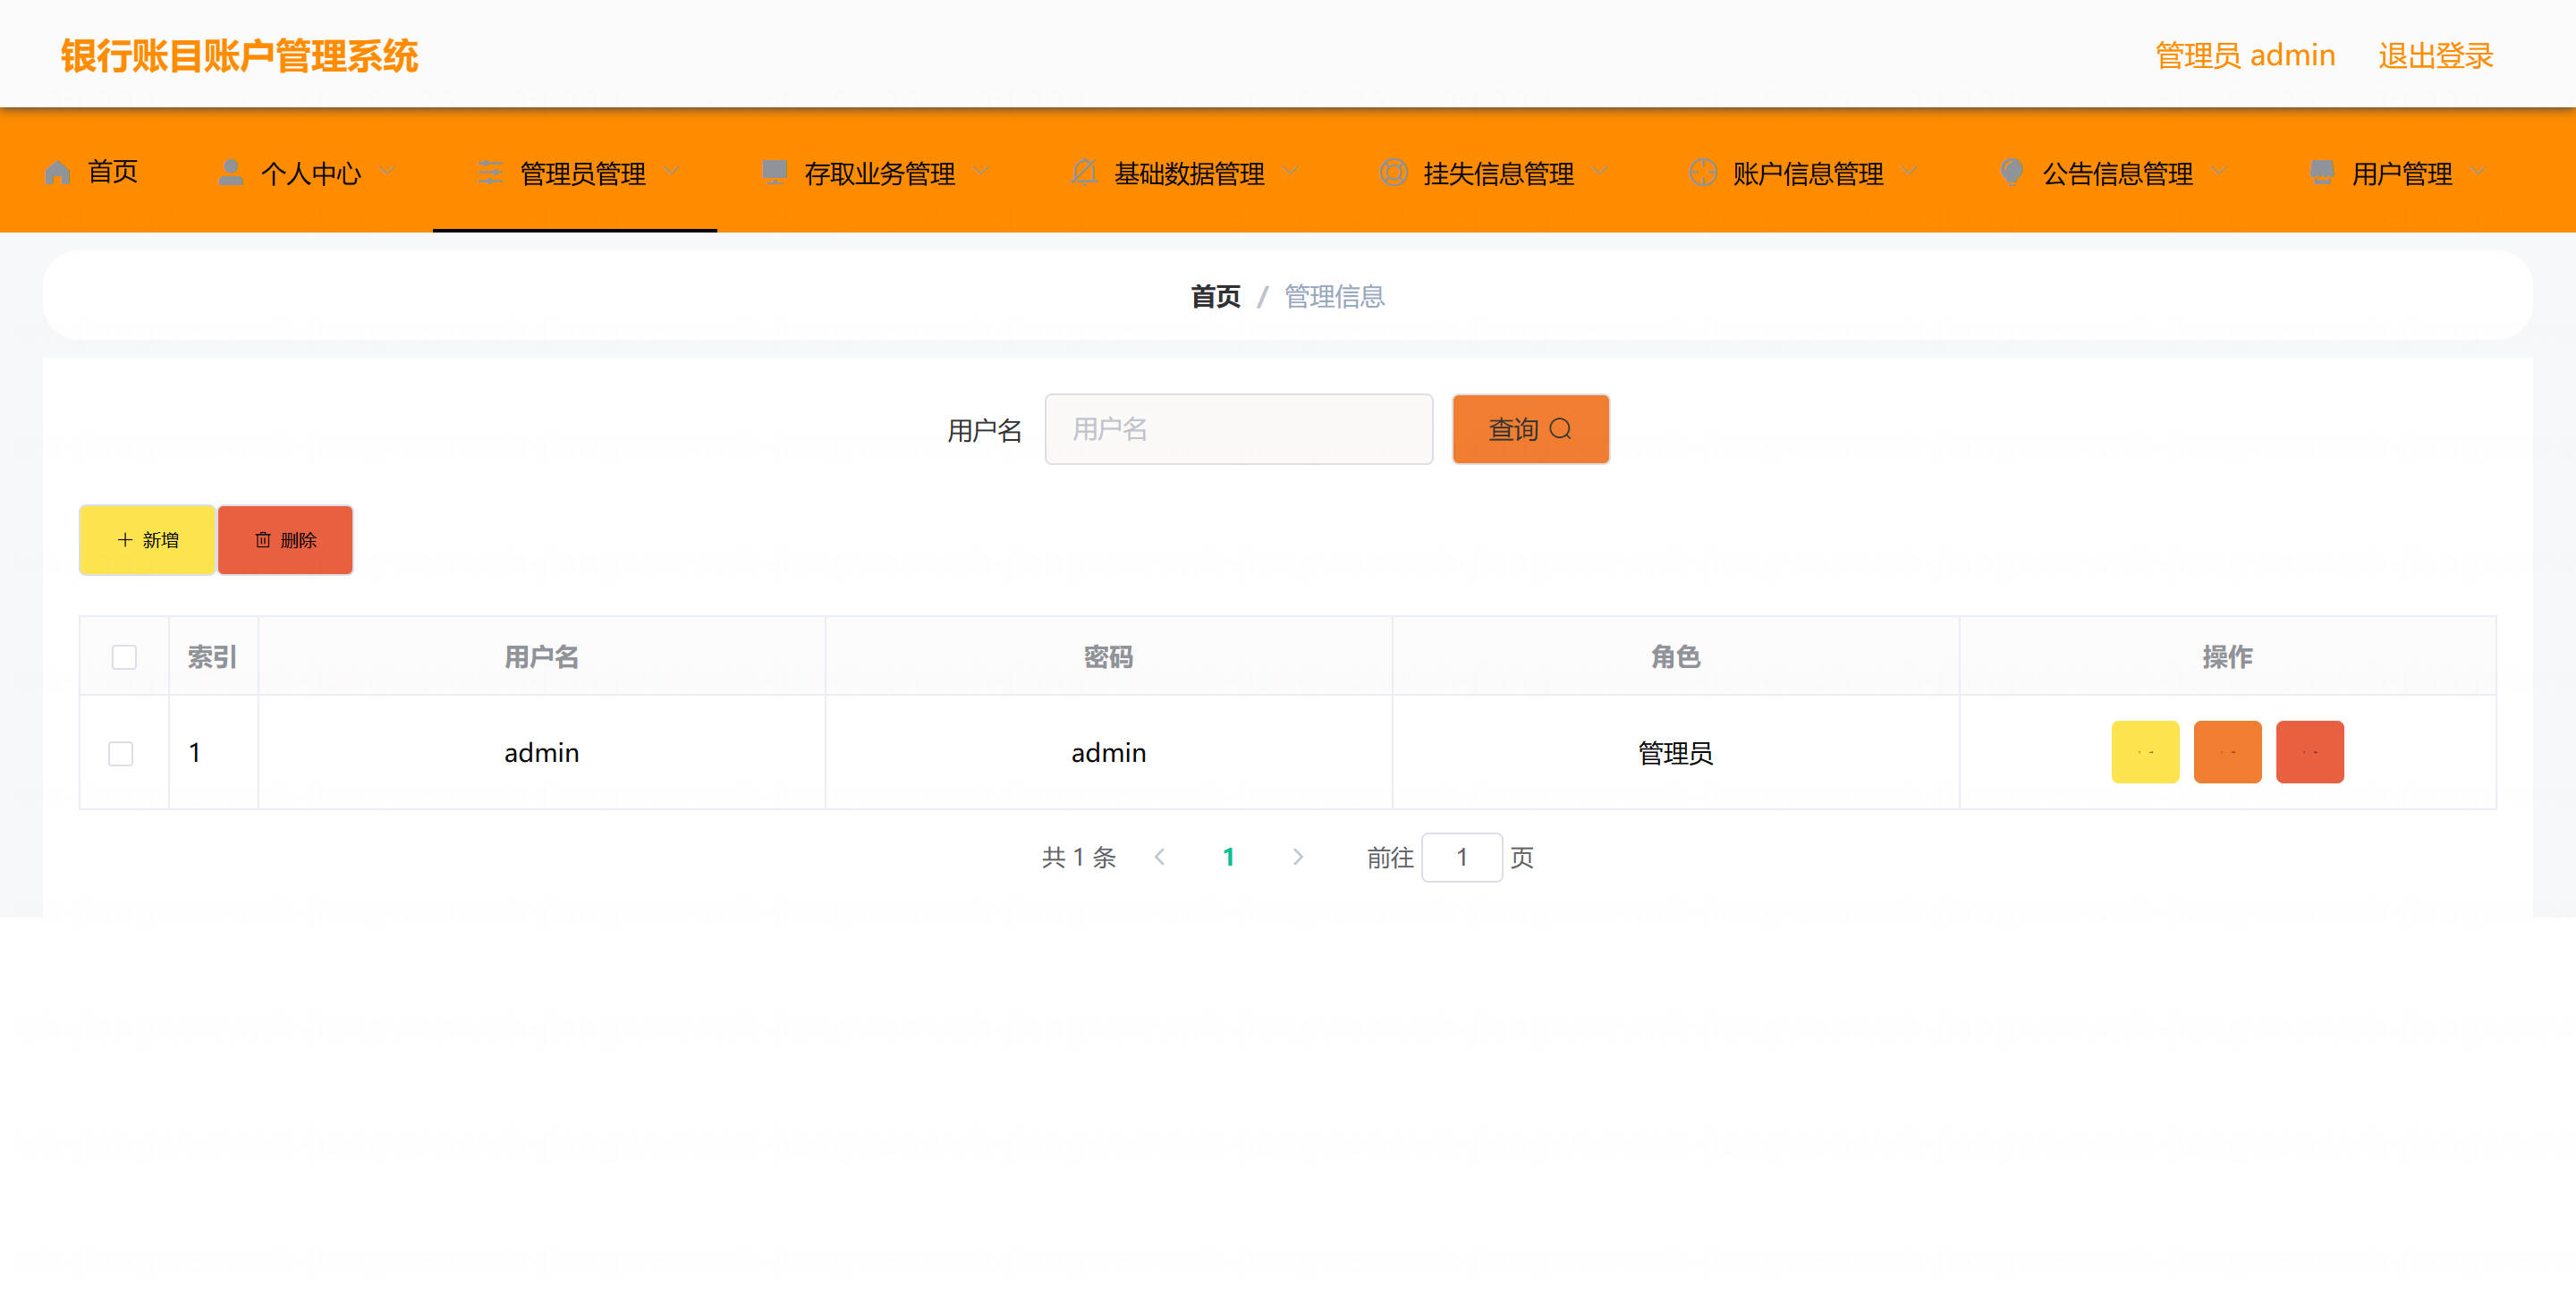 银行账目账户管理系统 管理员 admin 退出登录
首页 个人中心 管理员管理 存取业务管理 基础数据管理 挂失信息管理 账户信息管理 公告信息管理 用户管理
首页 / 管理信息
用户名 用户名 查询
新增 删除
索引 用户名 密码 角色 操作
1 admin admin 管理员
共 1 条 1 前往 1 页